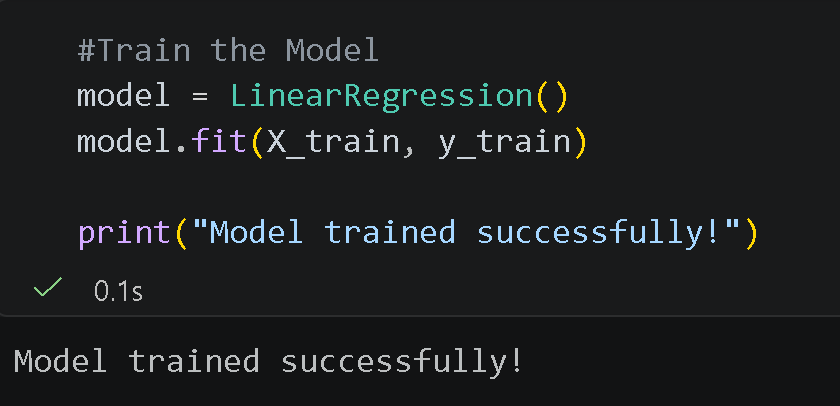 #Train the Model
model = LinearRegression()
model.fit(X_train, y_train)
print("Model trained successfully!")
0.1s
Model trained successfully!